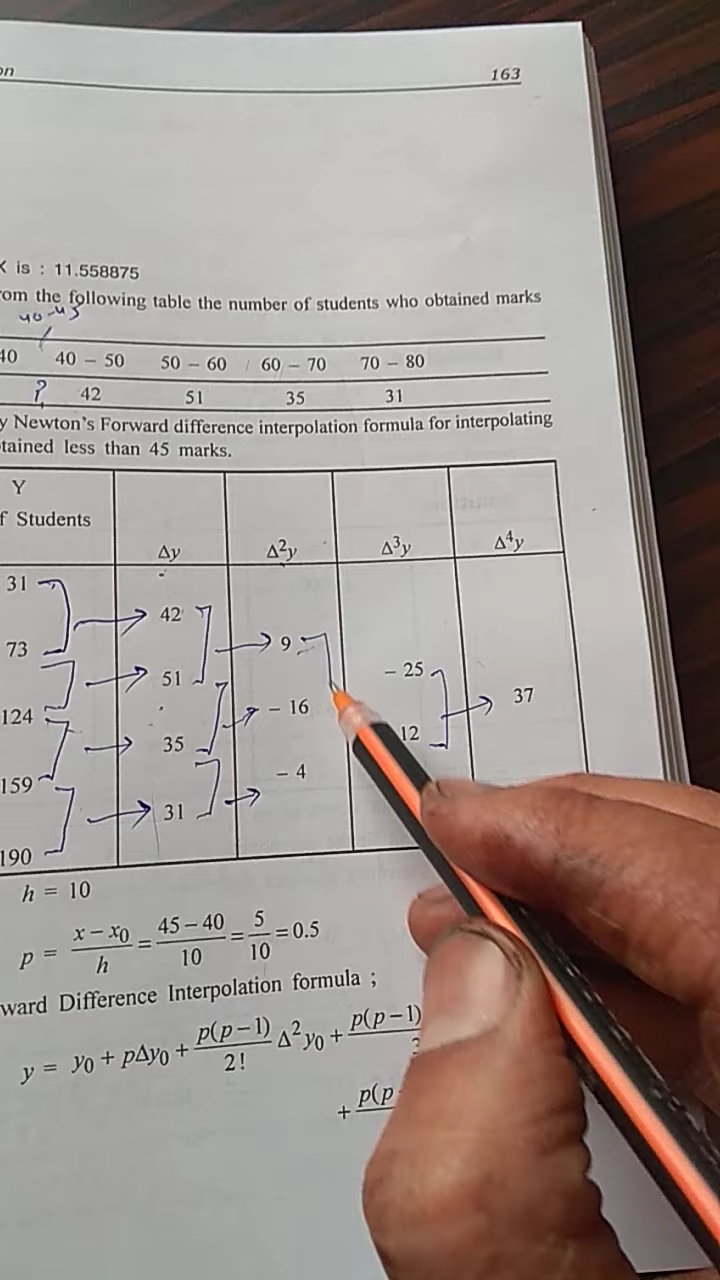 on 163
X is : 11.558875
rom the following table the number of students who obtained marks
40-45
40 40 – 50 50 – 60 60 – 70 70 – 80
? 42 51 35 31
y Newton's Forward difference interpolation formula for interpolating
tained less than 45 marks.
Y
f Students Δy Δ²y Δ³y Δ⁴y
31
42
73 9
51 – 25
124 – 16 37
35 12
159 – 4
31
190
h = 10
p = x – x₀ / h = 45 – 40 / 10 = 5 / 10 = 0.5
ward Difference Interpolation formula ;
y = y₀ + pΔy₀ + p(p – 1) / 2! Δ²y₀ + p(p – 1)
+ p(p